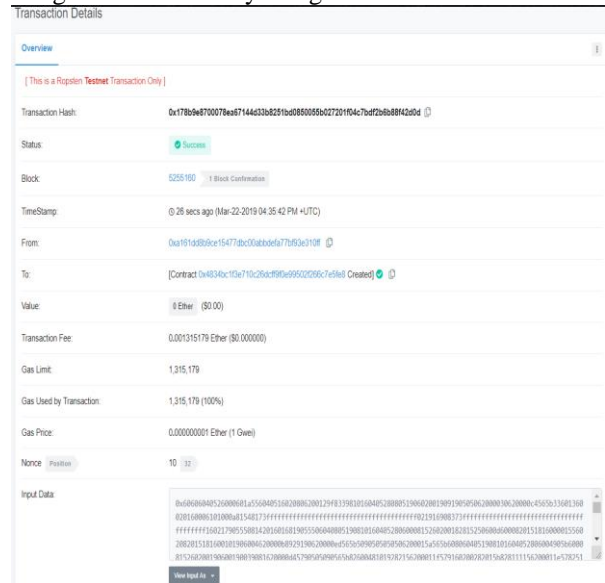 Transaction Details
Overview
[ This is a Ropsten Testnet Transaction Only ]
Transaction Hash: 0x178b9e8700078ea67144d33b8251bd0850055b027201f04c7bdf2b6b88f42d0d
Status: Success
Block: 5255160 1 Block Confirmation
TimeStamp: 26 secs ago (Mar-22-2019 04:35:42 PM +UTC)
From: 0xa161dd8b9ce15477dbc00abbdefa77bf93e310ff
To: [Contract 0x4834bc1f3e710c26dcff9f3e99502f266c7e5fe8 Created]
Value: 0 Ether ($0.00)
Transaction Fee: 0.001315179 Ether ($0.000000)
Gas Limit: 1,315,179
Gas Used by Transaction: 1,315,179 (100%)
Gas Price: 0.000000001 Ether (1 Gwei)
Nonce Position 10 32
Input Data:
View Input As